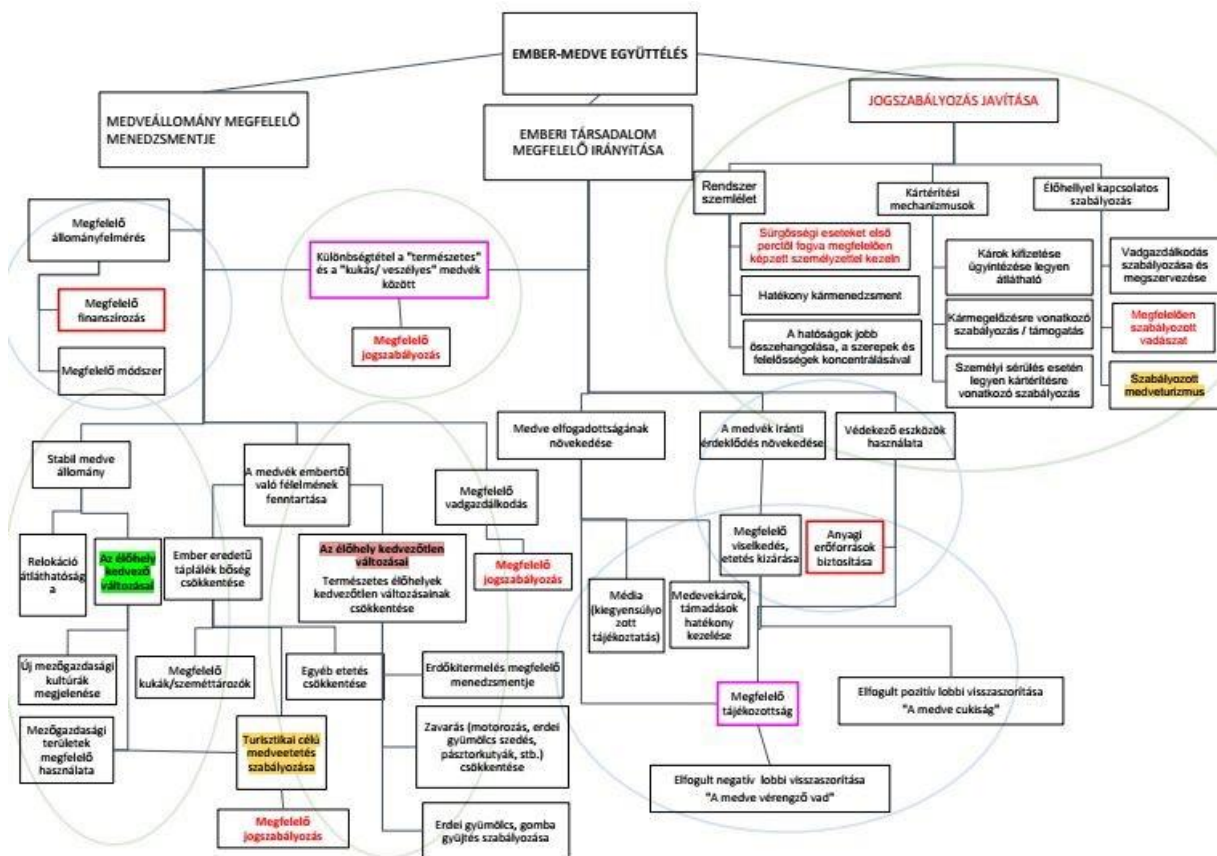 EMBER-MEDVE EGYÜTTÉLÉS
MEDVEÁLLOMÁNY MEGFELELŐ
MENEDZSMENTJE
EMBERI TÁRSADALOM
MEGFELELŐ IRÁNYíTÁSA
JOGSZABÁLYOZÁS JAVÍTÁSA
Megfelelő
állományfelmérés
Megfelelő
finanszírozás
Megfelelő módszer
Különbségtétel a "természetes"
és a "kukás/ veszélyes" medvék
között
Megfelelő
jogszabályozás
Rendszer
szemlélet
Sürgősségi eseteket első
perctől fogva megfelelően
képzett személyzettel kezeln
Hatékony kármenedzsment
A hatóságok jobb
összehangolása, a szerepek és
felelősségek koncentrálásával
Kártérítési
mechanizmusok
Károk kifizetése
ügyintézése legyen
átlátható
Kármegelőzésre vonatkozó
szabályozás / támogatás
Személyi sérülés esetén
legyen kártérítésre
vonatkozó szabályozás
Élőhellyel kapcsolatos
szabályozás
Vadgazdálkodás
szabályozása és
megszervezése
Megfelelően
szabályozott
vadászat
Szabályozott
medveturizmus
Stabil medve
állomány
Relokáció
átláthatóság
a
Az élőhely
kedvező
változásai
Új mezőgazdasági
kultúrák
megjelenése
Mezőgazdasági
területek
megfelelő
használata
A medvék embertől
való félelmének
fenntartása
Ember eredetű
táplálék bőség
csökkentése
Megfelelő
kukák/szeméttározók
Turisztikai célú
medveetetés
szabályozása
Megfelelő
jogszabályozás
Egyéb etetés
csökkentése
Az élőhely kedvezőtlen
változásai
Természetes élőhelyek
kedvezőtlen változásainak
csökkentése
Erdőkitermelés megfelelő
menedzsmentje
Zavarás (motorozás, erdei
gyümölcs szedés,
pásztorkutyák, stb.)
csökkentése
Erdei gyümölcs, gomba
gyüjtés szabályozása
Megfelelő
vadgazdálkodás
Megfelelő
jogszabályozás
Medve elfogadottságának
növekedése
Média
(kiegyensúlyo
zott
tájékoztatás)
Medevekárok,
támadások
hatékony
kezelése
A medvék iránti
érdeklődés növekedése
Megfelelő
viselkedés,
etetés kizárása
Védekező eszközök
használata
Anyagi
erőforrások
biztosítása
Megfelelő
tájékozottság
Elfogult pozitív lobbi visszaszorítása
"A medve cukiság"
Elfogult negatív lobbi visszaszorítása
"A medve vérengző vad"